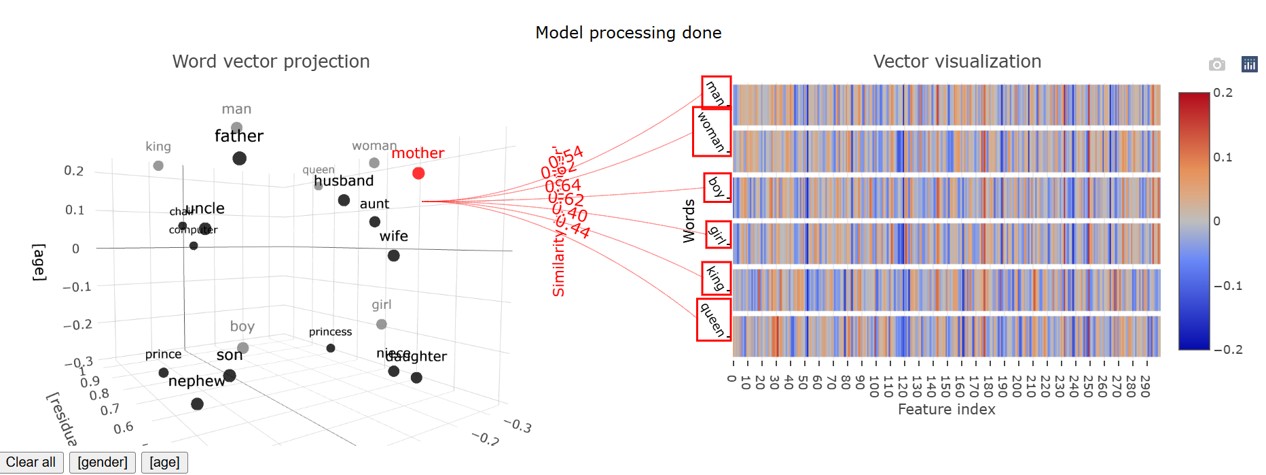 Model processing done
Word vector projection
Vector visualization
man
father
king
woman
mother
queen
husband
chair
uncle
computer
aunt
wife
girl
boy
princess
prince
son
niece
daughter
nephew
0.2
0.1
0
−0.1
−0.2
−0.3
[age]
1
0.9
0.8
0.7
0.6
−0.3
−0.2
0.54
0.62
0.64
0.62
0.40
0.44
Words
man
woman
boy
girl
king
queen
0 10 20 30 40 50 60 70 80 90 100 110 120 130 140 150 160 170 180 190 200 210 220 230 240 250 260 270 280 290
Feature index
0.2
0.1
0
−0.1
−0.2
Clear all
[gender]
[age]